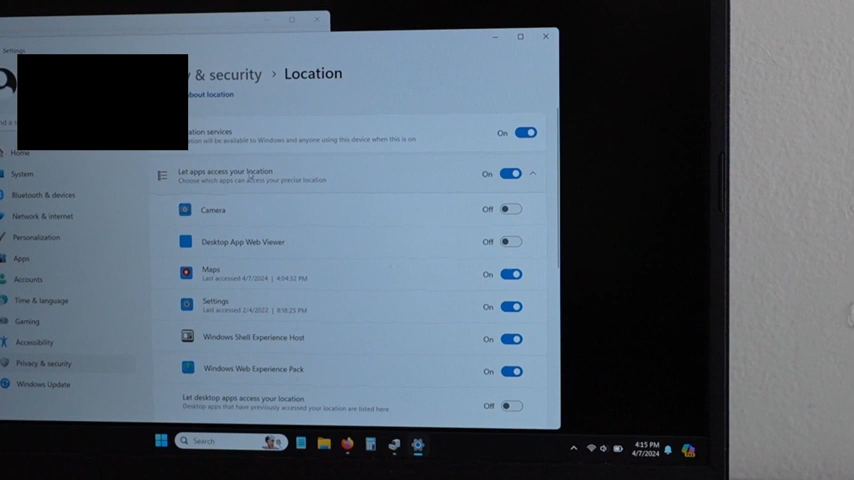 Settings
& security > Location
about location
On
ation will be available to Windows and anyone using this device when this is on
Let apps access your location
Choose which apps can access your precise location
On
Home
System
Bluetooth & devices
Network & internet
Personalization
Apps
Accounts
Time & language
Gaming
Accessibility
Privacy & security
Windows Update
Camera
Off
Desktop App Web Viewer
Off
Maps
Last accessed 4/7/2024 | 4:04:32 PM
On
Settings
Last accessed 2/4/2022 | 8:58:25 PM
On
Windows Shell Experience Host
On
Windows Web Experience Pack
On
Let desktop apps access your location
Desktop apps that have previously accessed your location are listed here
Off
Search
4:15 PM
4/7/2024